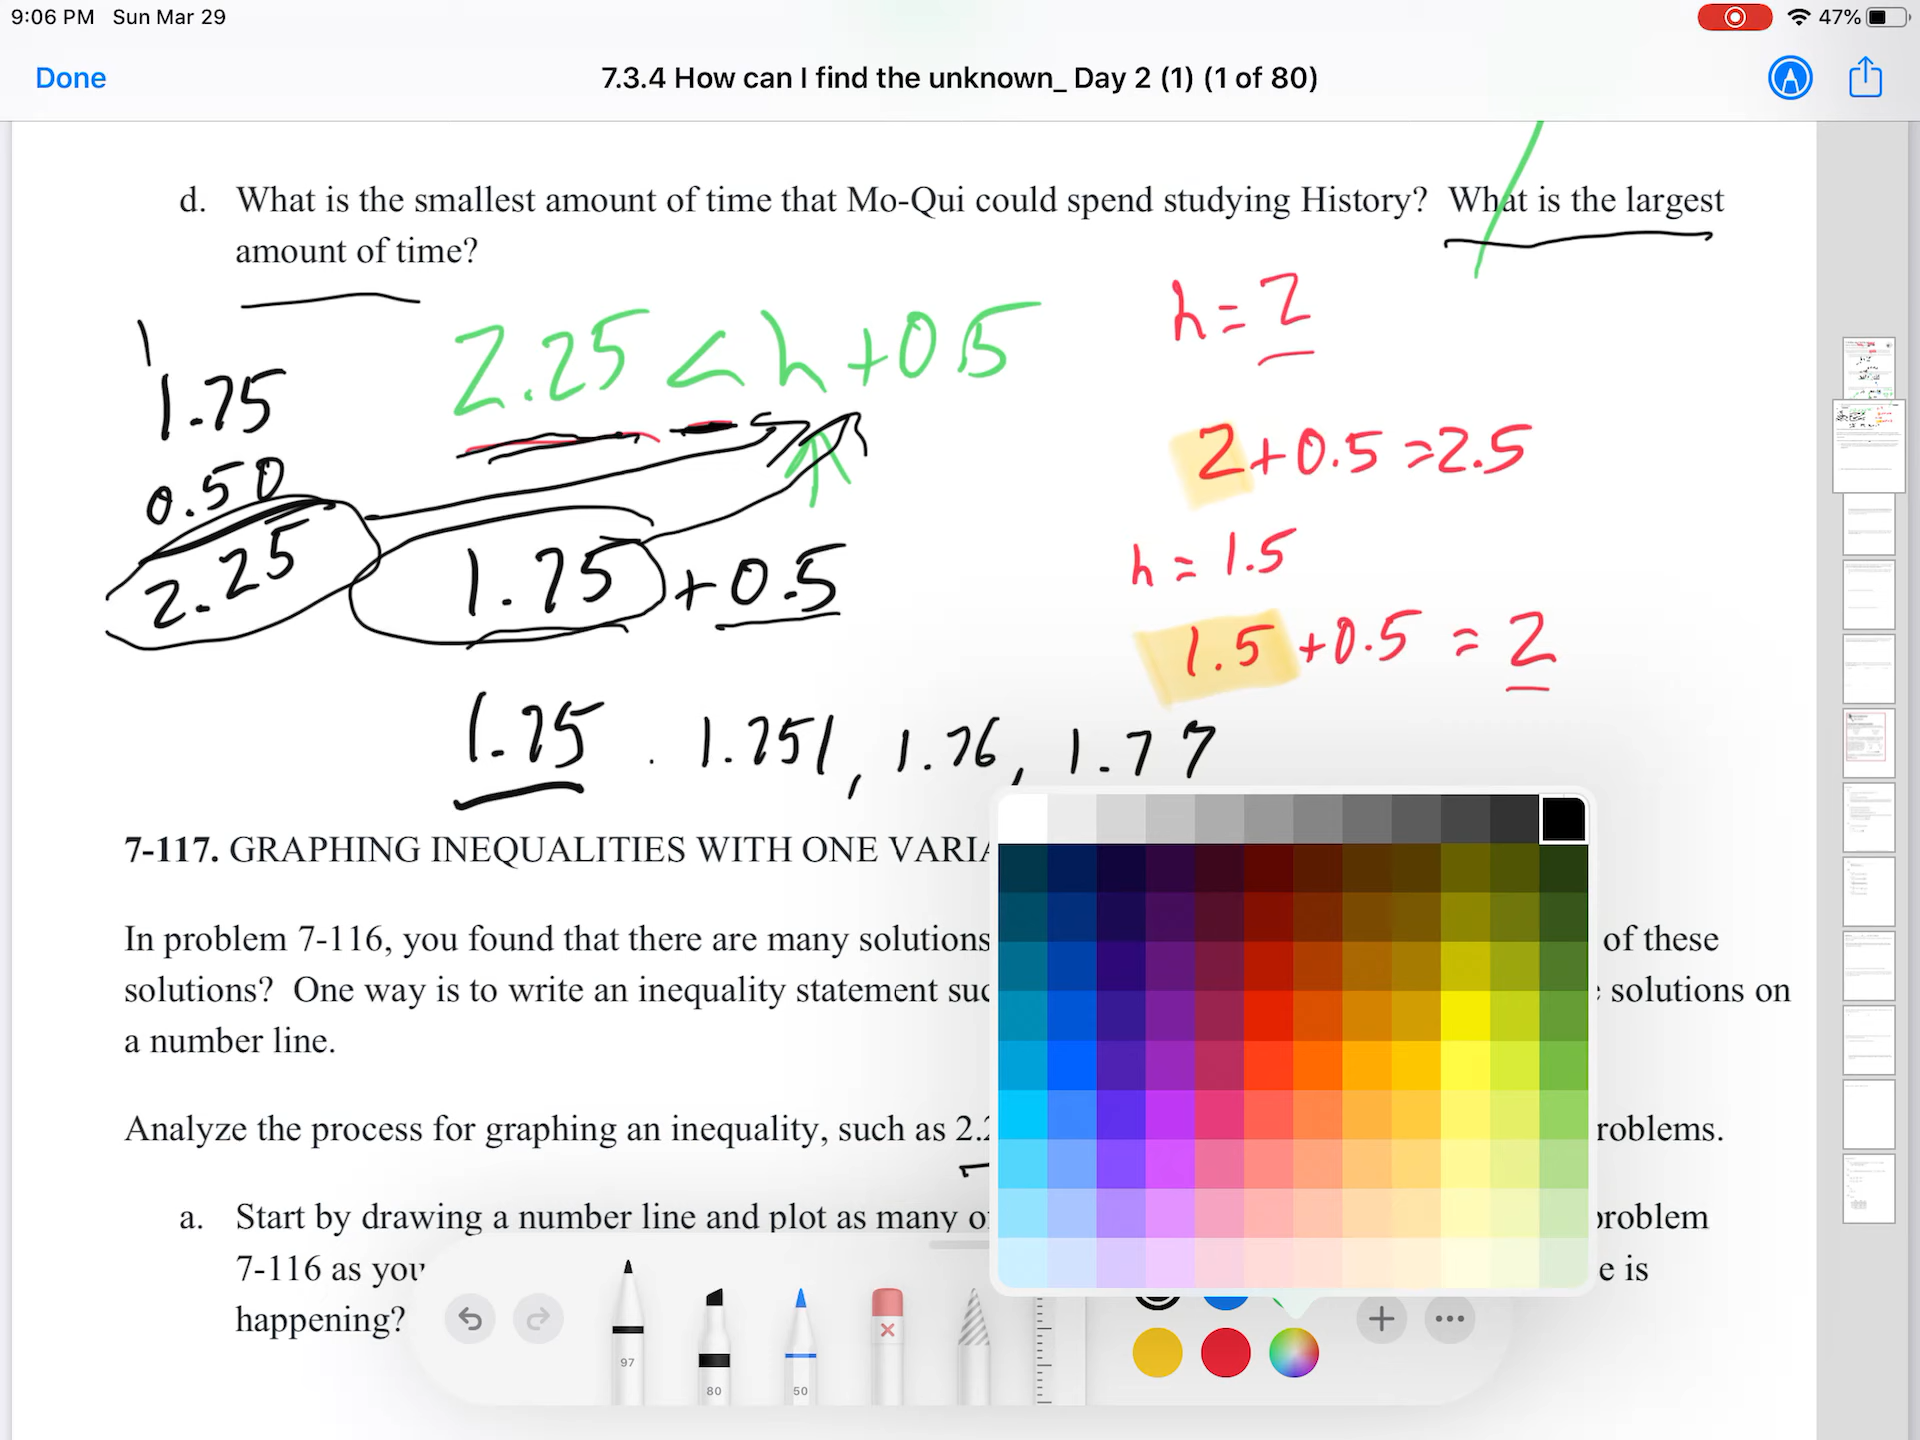 9:06 PM Sun Mar 29
47%
Done
7.3.4 How can I find the unknown_ Day 2 (1) (1 of 80)
d. What is the smallest amount of time that Mo-Qui could spend studying History? What is the largest
amount of time?
h = 2
1
1.75
2.25 < h + 0.5
0.50
2 + 0.5 = 2.5
2.25
1.75 + 0.5
h = 1.5
1.5 + 0.5 = 2
1.75 . 1.751, 1.76, 1.77
7-117. GRAPHING INEQUALITIES WITH ONE
In problem 7-116, you found that there are many solutions
of these
solutions? One way is to write an inequality statement
solutions on
a number line.
Analyze the process for graphing an inequality, such as
a. Start by drawing a number line and plot as many
problem
7-116 as you
is
happening?
97
80
50